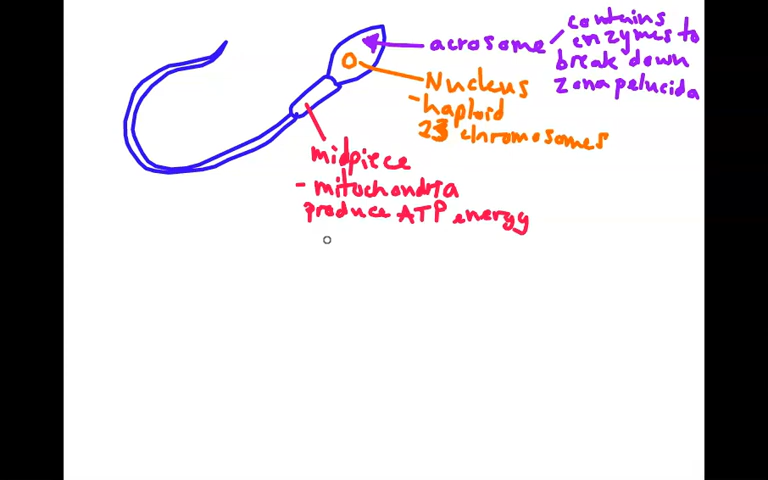 acrosome
contains
enzymes to
break down
zona pelucida
Nucleus
- haploid
23 chromosomes
midpiece
- mitochondria
produce ATP energy